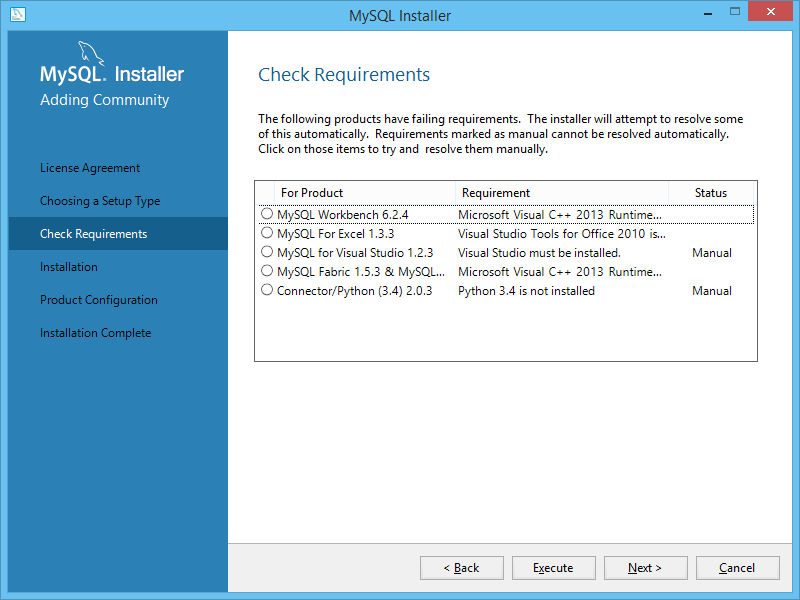 MySQL Installer
MySQL. Installer
Adding Community
License Agreement
Choosing a Setup Type
Check Requirements
Installation
Product Configuration
Installation Complete
Check Requirements
The following products have failing requirements.  The installer will attempt to resolve some
of this automatically.  Requirements marked as manual cannot be resolved automatically.
Click on those items to try and  resolve them manually.
For Product Requirement Status
MySQL Workbench 6.2.4 Microsoft Visual C++ 2013 Runtime...
MySQL For Excel 1.3.3 Visual Studio Tools for Office 2010 is...
MySQL for Visual Studio 1.2.3 Visual Studio must be installed. Manual
MySQL Fabric 1.5.3 & MySQL... Microsoft Visual C++ 2013 Runtime...
Connector/Python (3.4) 2.0.3 Python 3.4 is not installed Manual
< Back Execute Next > Cancel